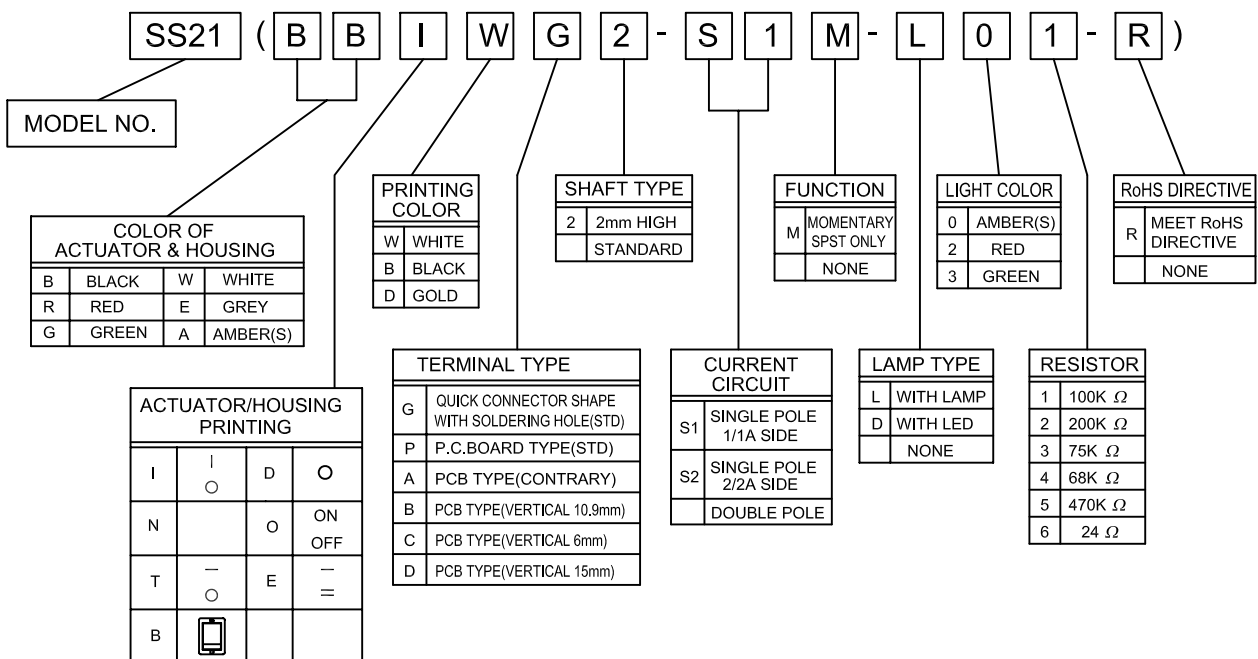 SS21 ( B B I W G 2 - S 1 M - L 0 1 - R )
MODEL NO.
COLOR OF
ACTUATOR & HOUSING
B BLACK W WHITE
R RED E GREY
G GREEN A AMBER(S)
ACTUATOR/HOUSING
PRINTING
I | ○ D O
N O ON
OFF
T — ○ E — =
B
PRINTING
COLOR
W WHITE
B BLACK
D GOLD
TERMINAL TYPE
G QUICK CONNECTOR SHAPE
WITH SOLDERING HOLE(STD)
P P.C.BOARD TYPE(STD)
A PCB TYPE(CONTRARY)
B PCB TYPE(VERTICAL 10.9mm)
C PCB TYPE(VERTICAL 6mm)
D PCB TYPE(VERTICAL 15mm)
SHAFT TYPE
2 2mm HIGH
STANDARD
CURRENT
CIRCUIT
S1 SINGLE POLE
1/1A SIDE
S2 SINGLE POLE
2/2A SIDE
DOUBLE POLE
FUNCTION
M MOMENTARY
SPST ONLY
NONE
LAMP TYPE
L WITH LAMP
D WITH LED
NONE
LIGHT COLOR
0 AMBER(S)
2 RED
3 GREEN
RESISTOR
1 100K Ω
2 200K Ω
3 75K Ω
4 68K Ω
5 470K Ω
6 24 Ω
RoHS DIRECTIVE
R MEET RoHS
DIRECTIVE
NONE